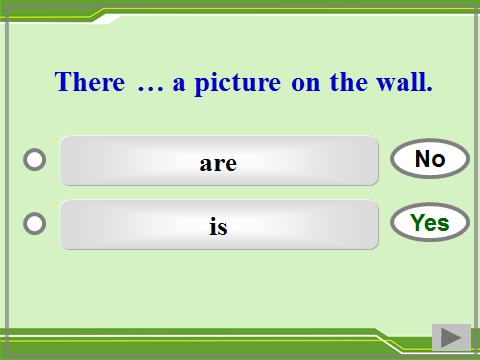 There … a picture on the wall.
are
No
is
Yes